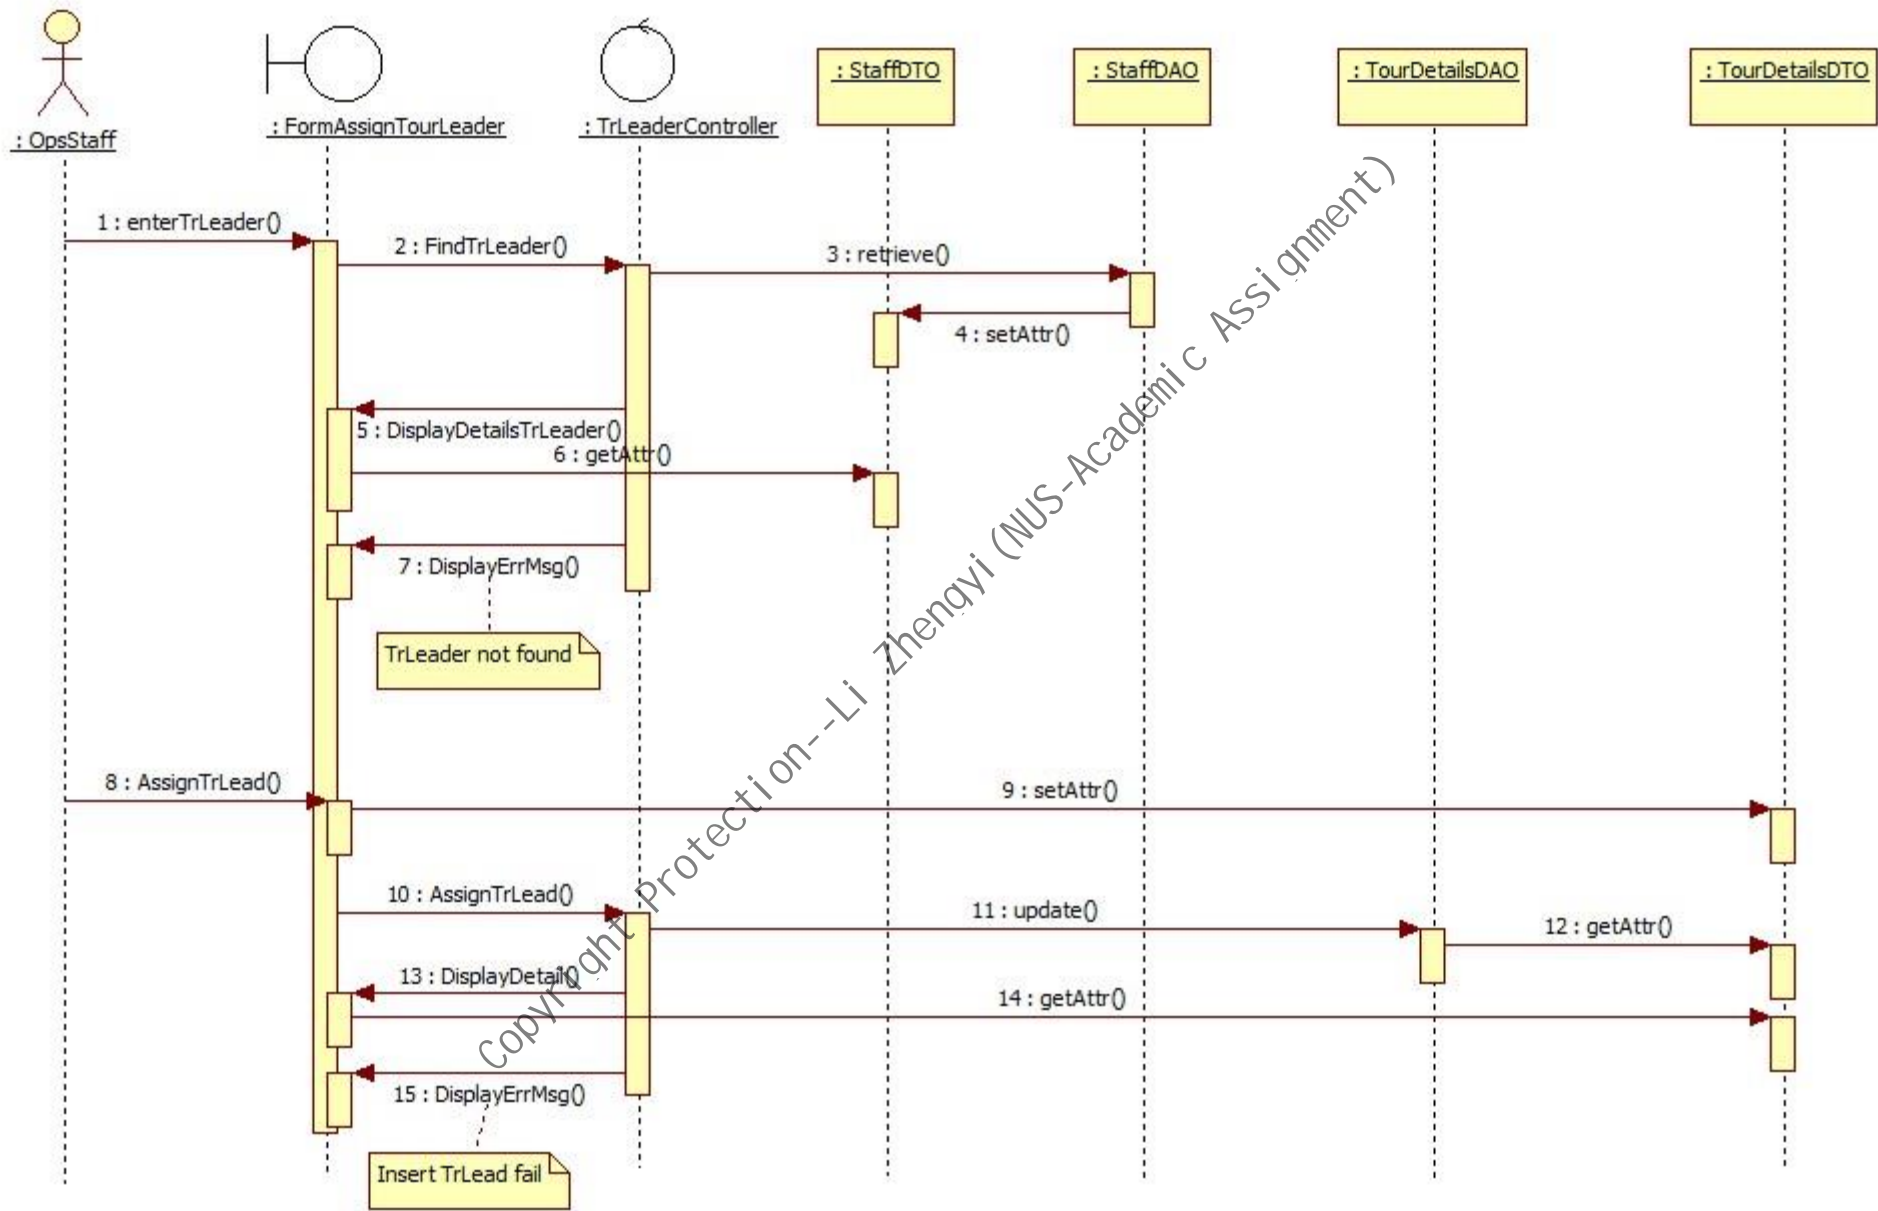 : OpsStaff
: FormAssignTourLeader
: TrLeaderController
: StaffDTO
: StaffDAO
: TourDetailsDAO
: TourDetailsDTO
1 : enterTrLeader()
2 : FindTrLeader()
3 : retrieve()
4 : setAttr()
5 : DisplayDetailsTrLeader()
6 : getAttr()
7 : DisplayErrMsg()
TrLeader not found
8 : AssignTrLead()
9 : setAttr()
10 : AssignTrLead()
11 : update()
12 : getAttr()
13 : DisplayDetail()
14 : getAttr()
15 : DisplayErrMsg()
Insert TrLead fail
Copyright Protection--Li Zhengyi (NUS-Academic Assignment)